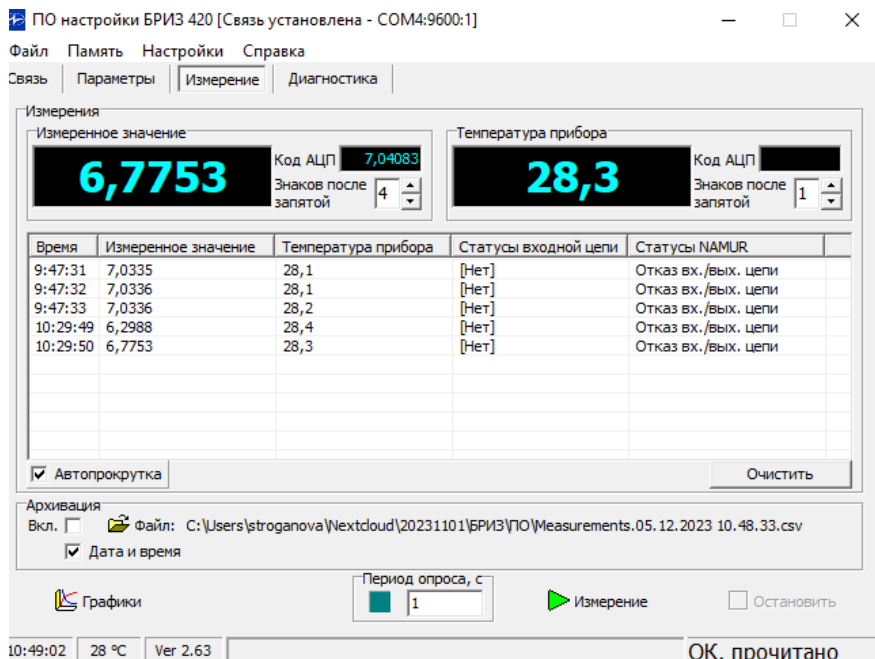 ПО настройки БРИЗ 420 [Связь установлена - COM4:9600:1]
Файл Память Настройки Справка
Связь Параметры Измерение Диагностика
Измерения
Измеренное значение
6,7753
Код АЦП 7,04083
Знаков после запятой 4
Температура прибора
28,3
Код АЦП
Знаков после запятой 1
Время Измеренное значение Температура прибора Статусы входной цепи Статусы NAMUR
9:47:31 7,0335 28,1 [Нет] Отказ вх./вых. цепи
9:47:32 7,0336 28,1 [Нет] Отказ вх./вых. цепи
9:47:33 7,0336 28,2 [Нет] Отказ вх./вых. цепи
10:29:49 6,2988 28,4 [Нет] Отказ вх./вых. цепи
10:29:50 6,7753 28,3 [Нет] Отказ вх./вых. цепи
Автопрокрутка Очистить
Архивация
Вкл. Файл: C:\Users\stroganova\Nextcloud\20231101\БРИЗ\ПО\Measurements.05.12.2023 10.48.33.csv
Дата и время
Графики
Период опроса, с
1
Измерение
Остановить
10:49:02 28 ºC Ver 2.63 ОК, прочитано